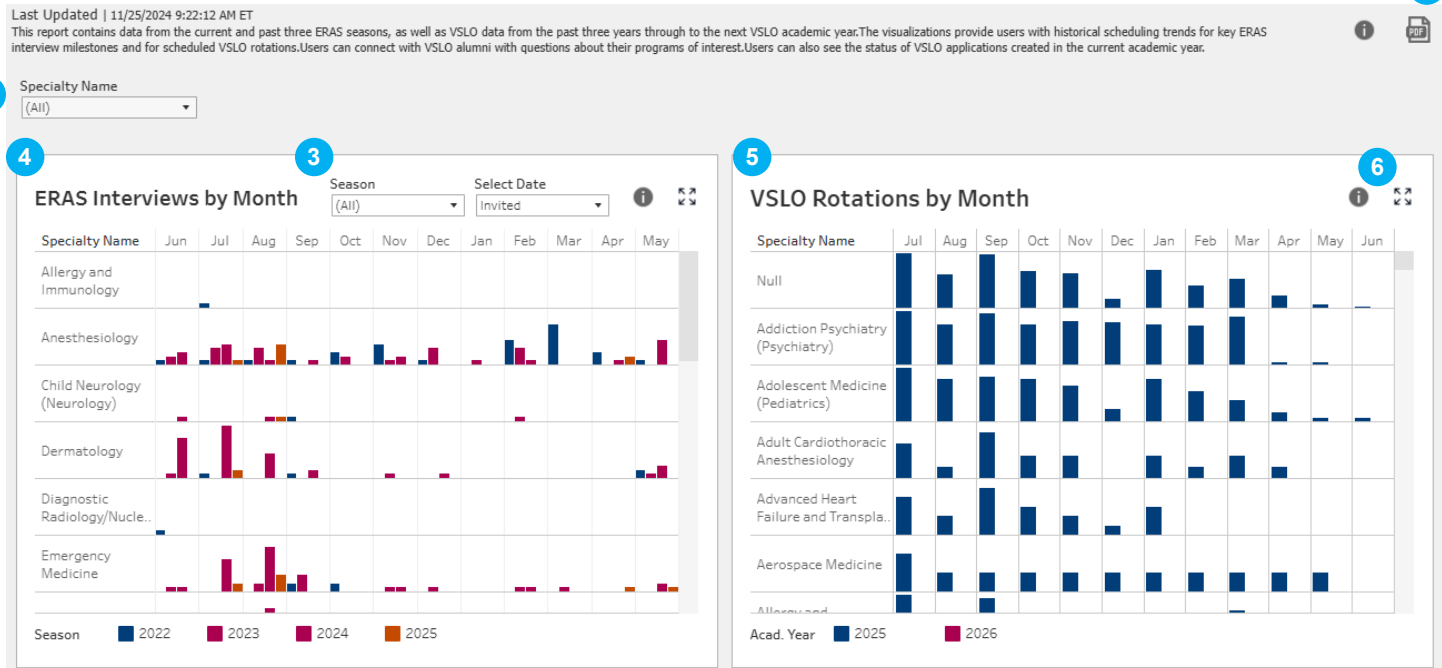 Last Updated | 11/25/2024 9:22:12 AM ET
This report contains data from the current and past three ERAS seasons, as well as VSLO data from the past three years through to the next VSLO academic year.The visualizations provide users with historical scheduling trends for key ERAS
interview milestones and for scheduled VSLO rotations.Users can connect with VSLO alumni with questions about their programs of interest.Users can also see the status of VSLO applications created in the current academic year.
i
PDF
Specialty Name
(All)
4
3
ERAS Interviews by Month
Season
(All)
Select Date
Invited
i
Specialty Name Jun Jul Aug Sep Oct Nov Dec Jan Feb Mar Apr May
Allergy and
Immunology
Anesthesiology
Child Neurology
(Neurology)
Dermatology
Diagnostic
Radiology/Nucle..
Emergency
Medicine
Season 2022 2023 2024 2025
5
6
VSLO Rotations by Month
i
Specialty Name Jul Aug Sep Oct Nov Dec Jan Feb Mar Apr May Jun
Null
Addiction Psychiatry
(Psychiatry)
Adolescent Medicine
(Pediatrics)
Adult Cardiothoracic
Anesthesiology
Advanced Heart
Failure and Transpla..
Aerospace Medicine
Allergy and
Acad. Year 2025 2026